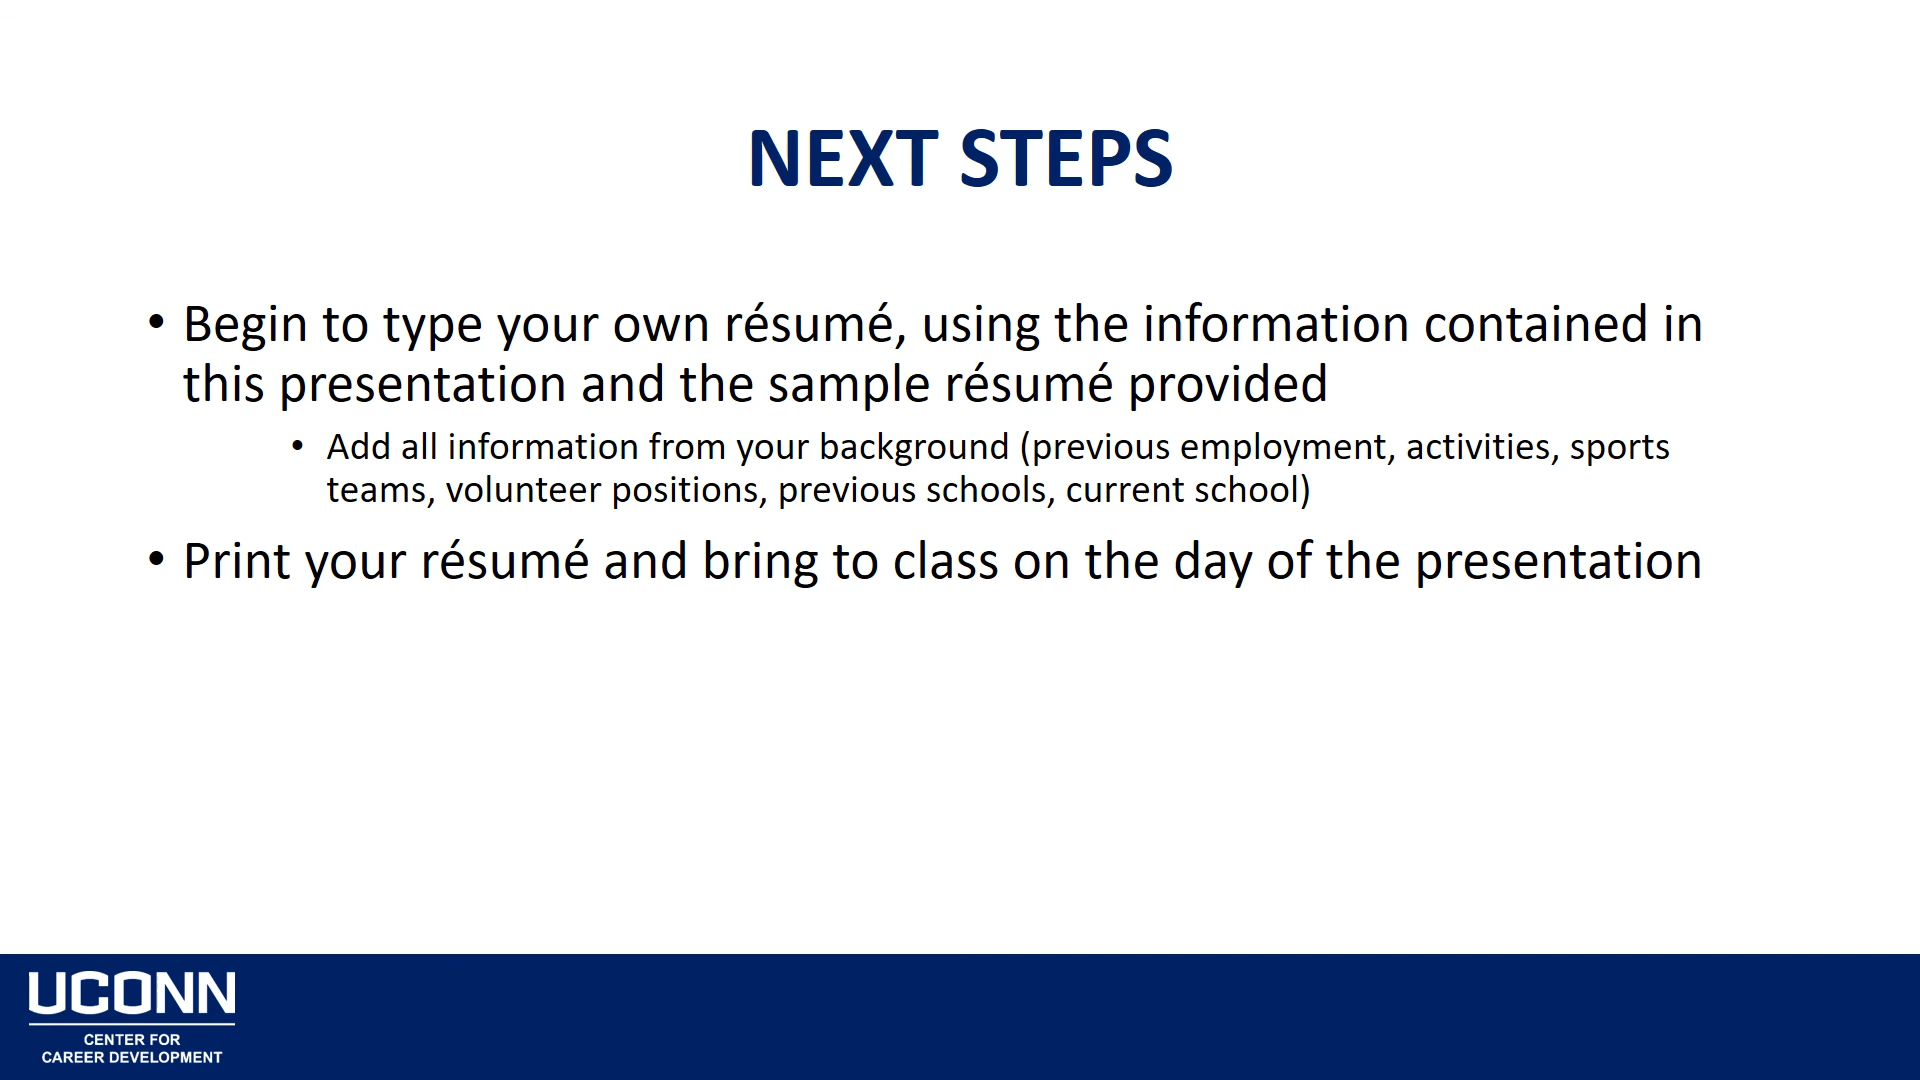 NEXT STEPS
• Begin to type your own résumé, using the information contained in
this presentation and the sample résumé provided
• Add all information from your background (previous employment, activities, sports
teams, volunteer positions, previous schools, current school)
• Print your résumé and bring to class on the day of the presentation
UCONN
CENTER FOR
CAREER DEVELOPMENT